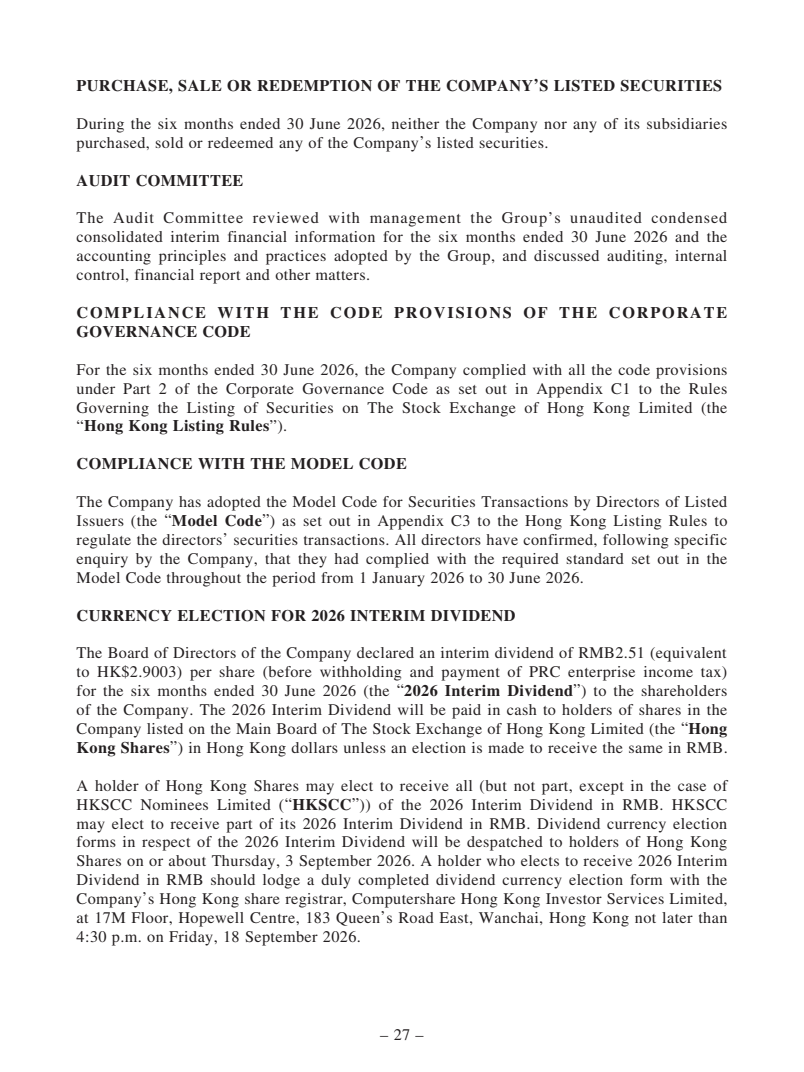 PURCHASE, SALE OR REDEMPTION OF THE COMPANY’S LISTED SECURITIES
During the six months ended 30 June 2026, neither the Company nor any of its subsidiaries
purchased, sold or redeemed any of the Company’s listed securities.
AUDIT COMMITTEE
The Audit Committee reviewed with management the Group’s unaudited condensed
consolidated interim financial information for the six months ended 30 June 2026 and the
accounting principles and practices adopted by the Group, and discussed auditing, internal
control, financial report and other matters.
COMPLIANCE WITH THE CODE PROVISIONS OF THE CORPORATE
GOVERNANCE CODE
For the six months ended 30 June 2026, the Company complied with all the code provisions
under Part 2 of the Corporate Governance Code as set out in Appendix C1 to the Rules
Governing the Listing of Securities on The Stock Exchange of Hong Kong Limited (the
“Hong Kong Listing Rules”).
COMPLIANCE WITH THE MODEL CODE
The Company has adopted the Model Code for Securities Transactions by Directors of Listed
Issuers (the “Model Code”) as set out in Appendix C3 to the Hong Kong Listing Rules to
regulate the directors’ securities transactions. All directors have confirmed, following specific
enquiry by the Company, that they had complied with the required standard set out in the
Model Code throughout the period from 1 January 2026 to 30 June 2026.
CURRENCY ELECTION FOR 2026 INTERIM DIVIDEND
The Board of Directors of the Company declared an interim dividend of RMB2.51 (equivalent
to HK$2.9003) per share (before withholding and payment of PRC enterprise income tax)
for the six months ended 30 June 2026 (the “2026 Interim Dividend”) to the shareholders
of the Company. The 2026 Interim Dividend will be paid in cash to holders of shares in the
Company listed on the Main Board of The Stock Exchange of Hong Kong Limited (the “Hong
Kong Shares”) in Hong Kong dollars unless an election is made to receive the same in RMB.
A holder of Hong Kong Shares may elect to receive all (but not part, except in the case of
HKSCC Nominees Limited (“HKSCC”)) of the 2026 Interim Dividend in RMB. HKSCC
may elect to receive part of its 2026 Interim Dividend in RMB. Dividend currency election
forms in respect of the 2026 Interim Dividend will be despatched to holders of Hong Kong
Shares on or about Thursday, 3 September 2026. A holder who elects to receive 2026 Interim
Dividend in RMB should lodge a duly completed dividend currency election form with the
Company’s Hong Kong share registrar, Computershare Hong Kong Investor Services Limited,
at 17M Floor, Hopewell Centre, 183 Queen’s Road East, Wanchai, Hong Kong not later than
4:30 p.m. on Friday, 18 September 2026.
– 27 –